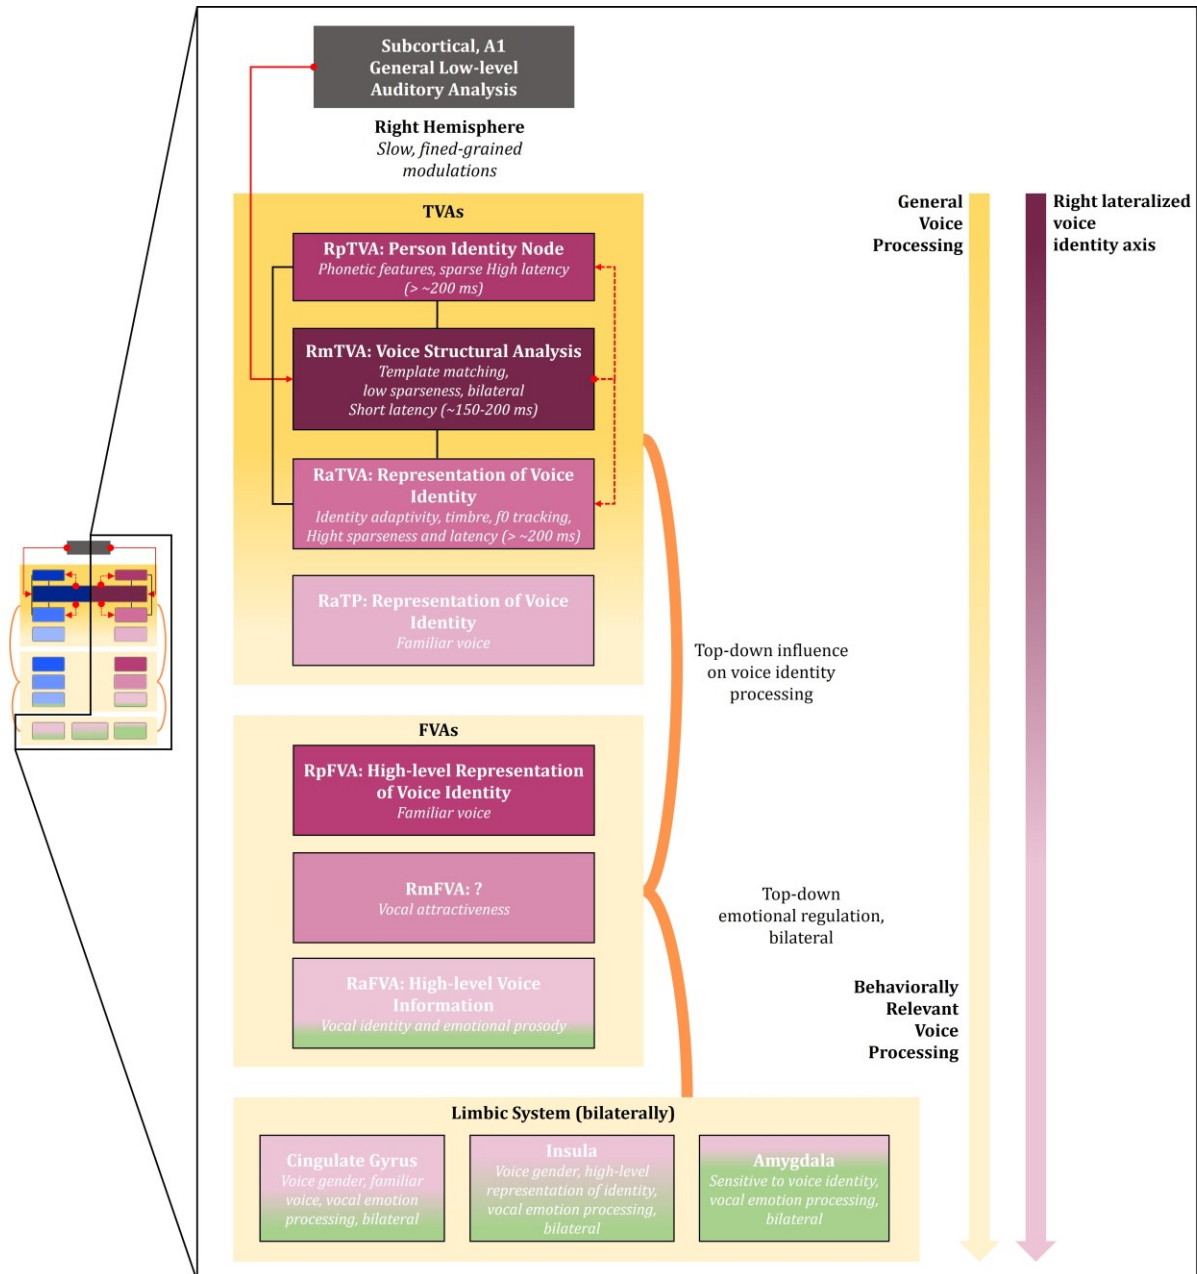 Subcortical, A1
General Low-level
Auditory Analysis
Right Hemisphere
Slow, fined-grained
modulations
TVAs
RpTVA: Person Identity Node
Phonetic features, sparse High latency
(> ~200 ms)
RmTVA: Voice Structural Analysis
Template matching,
low sparseness, bilateral
Short latency (~150-200 ms)
RaTVA: Representation of Voice
Identity
Identity adaptivity, timbre, f0 tracking,
Hight sparseness and latency (> ~200 ms)
RaTP: Representation of Voice
Identity
Familiar voice
General
Voice
Processing
Right lateralized
voice
identity axis
Top-down influence
on voice identity
processing
FVAs
RpFVA: High-level Representation
of Voice Identity
Familiar voice
RmFVA: ?
Vocal attractiveness
RaFVA: High-level Voice
Information
Vocal identity and emotional prosody
Top-down
emotional regulation,
bilateral
Behaviorally
Relevant
Voice
Processing
Limbic System (bilaterally)
Cingulate Gyrus
Voice gender, familiar
voice, vocal emotion
processing, bilateral
Insula
Voice gender, high-level
representation of identity,
vocal emotion processing,
bilateral
Amygdala
Sensitive to voice identity,
vocal emotion processing,
bilateral